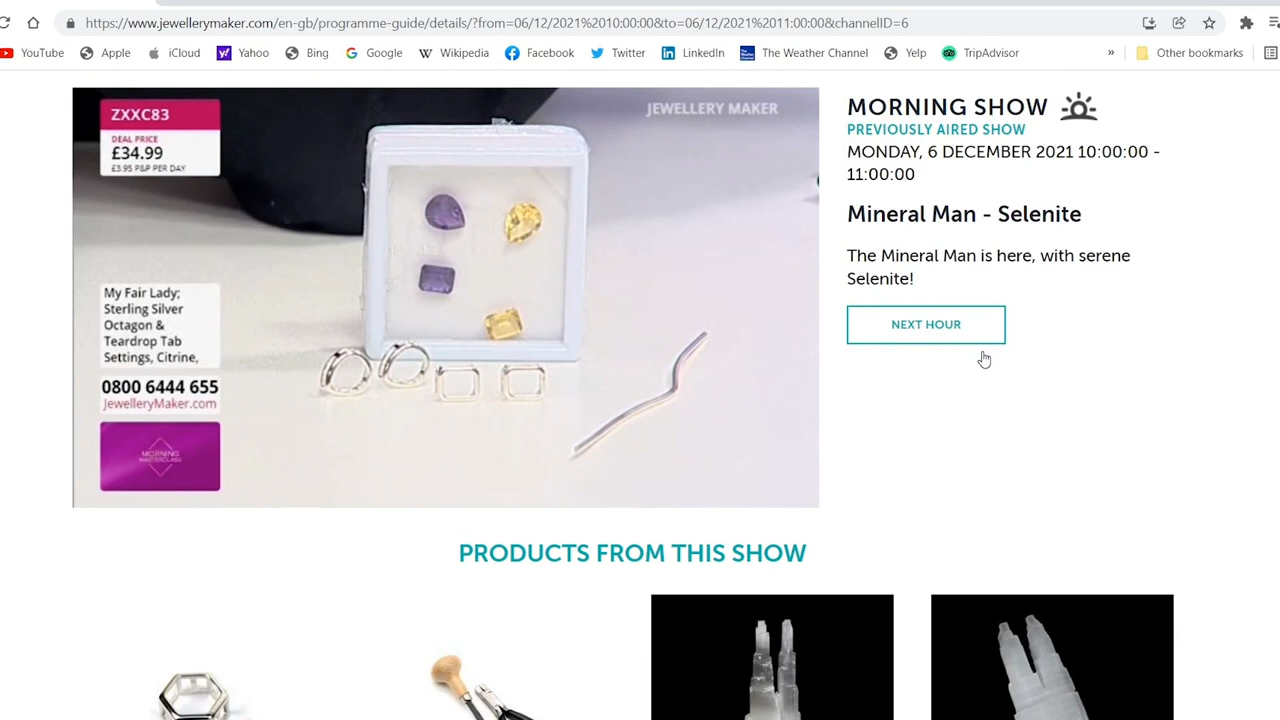 https://www.jewellerymaker.com/en-gb/programme-guide/details/?from=06/12/2021%2010:00:00&to=06/12/2021%2011:00:00&channelID=6
YouTube Apple iCloud Yahoo Bing Google Wikipedia Facebook Twitter LinkedIn The Weather Channel Yelp TripAdvisor » Other bookmarks
ZXXC83
DEAL PRICE
£34.99
£3.95 P&P PER DAY
JEWELLERY MAKER
My Fair Lady;
Sterling Silver
Octagon &
Teardrop Tab
Settings, Citrine,
0800 6444 655
JewelleryMaker.com
MORNING
MASTERCLASS
MORNING SHOW
PREVIOUSLY AIRED SHOW
MONDAY, 6 DECEMBER 2021 10:00:00 -
11:00:00
Mineral Man - Selenite
The Mineral Man is here, with serene
Selenite!
NEXT HOUR
PRODUCTS FROM THIS SHOW